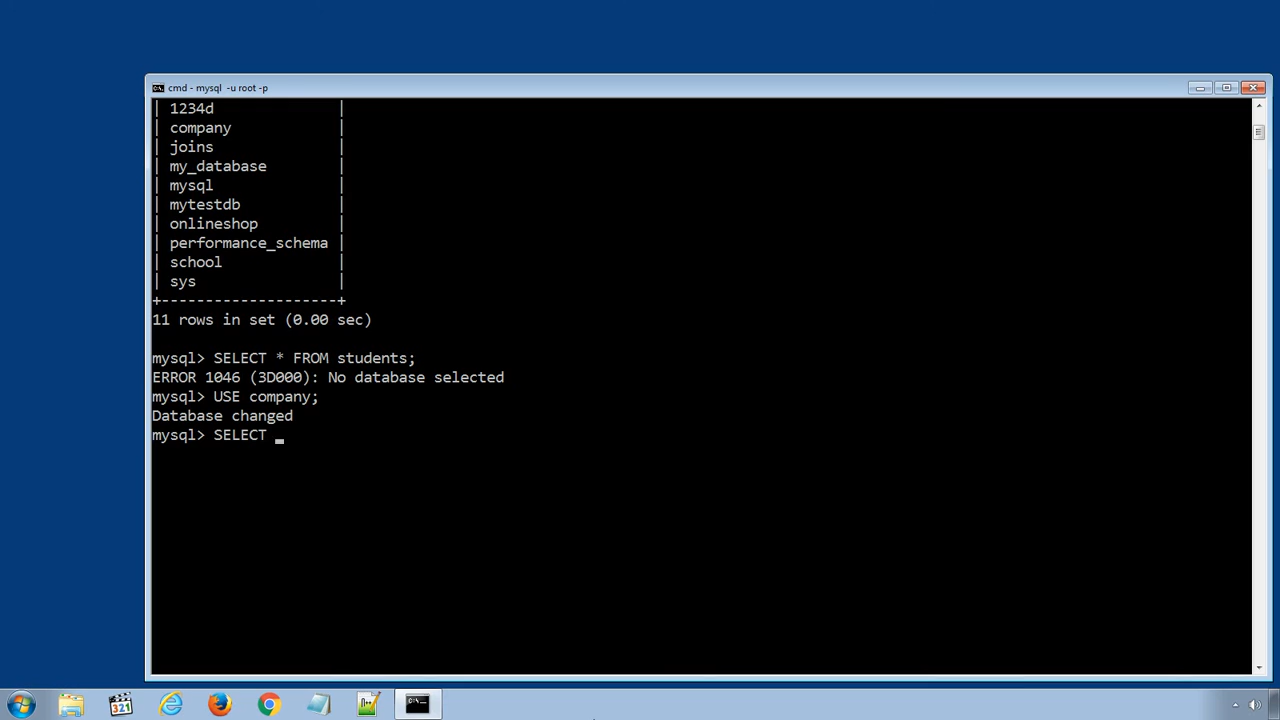 cmd - mysql -u root -p
| 1234d |
| company |
| joins |
| my_database |
| mysql |
| mytestdb |
| onlineshop |
| performance_schema |
| school |
| sys |
+--------------------+
11 rows in set (0.00 sec)
mysql> SELECT * FROM students;
ERROR 1046 (3D000): No database selected
mysql> USE company;
Database changed
mysql> SELECT _
321
C:\._